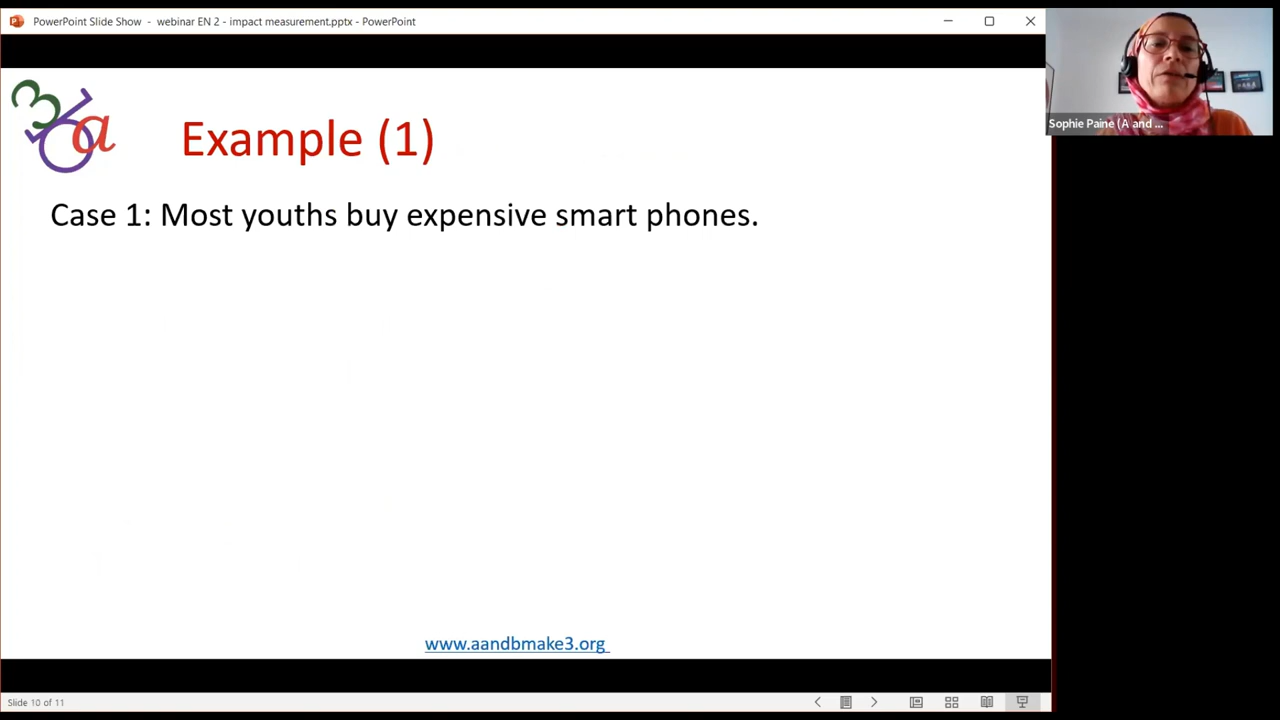 PowerPoint Slide Show - webinar EN 2 - impact measurement.pptx - PowerPoint
Sophie Paine (A and ...
36a
Example (1)
Case 1: Most youths buy expensive smart phones.
www.aandbmake3.org
Slide 10 of 11